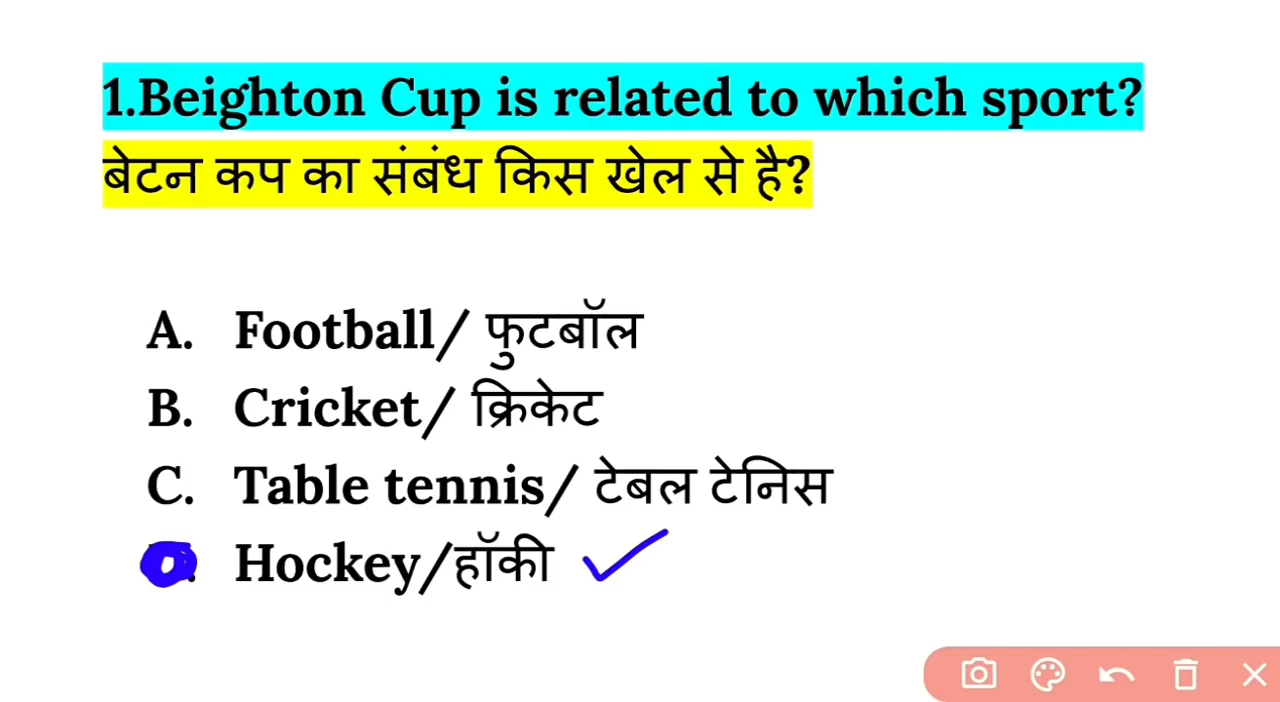 1.Beighton Cup is related to which sport?
बेटन कप का संबंध किस खेल से है?
A. Football/ फुटबॉल
B. Cricket/ क्रिकेट
C. Table tennis/ टेबल टेनिस
Hockey/हॉकी